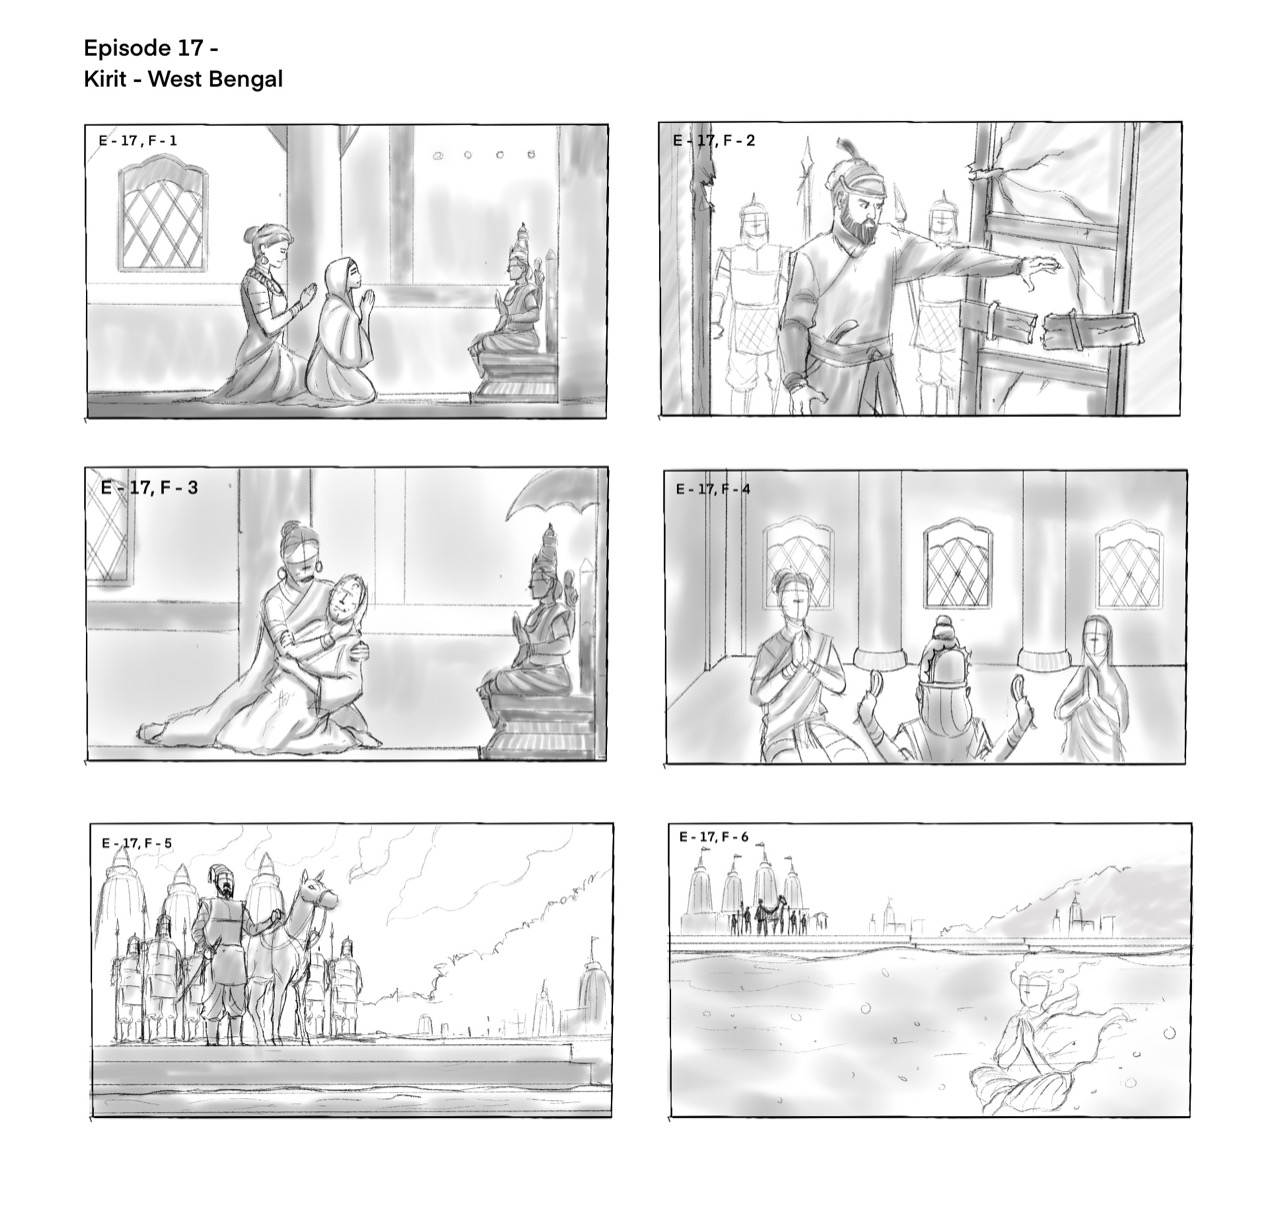 Episode 17 -
Kirit - West Bengal
E - 17, F - 1
E - 17, F - 2
E - 17, F - 3
E - 17, F - 4
E - 17, F - 5
E - 17, F - 6